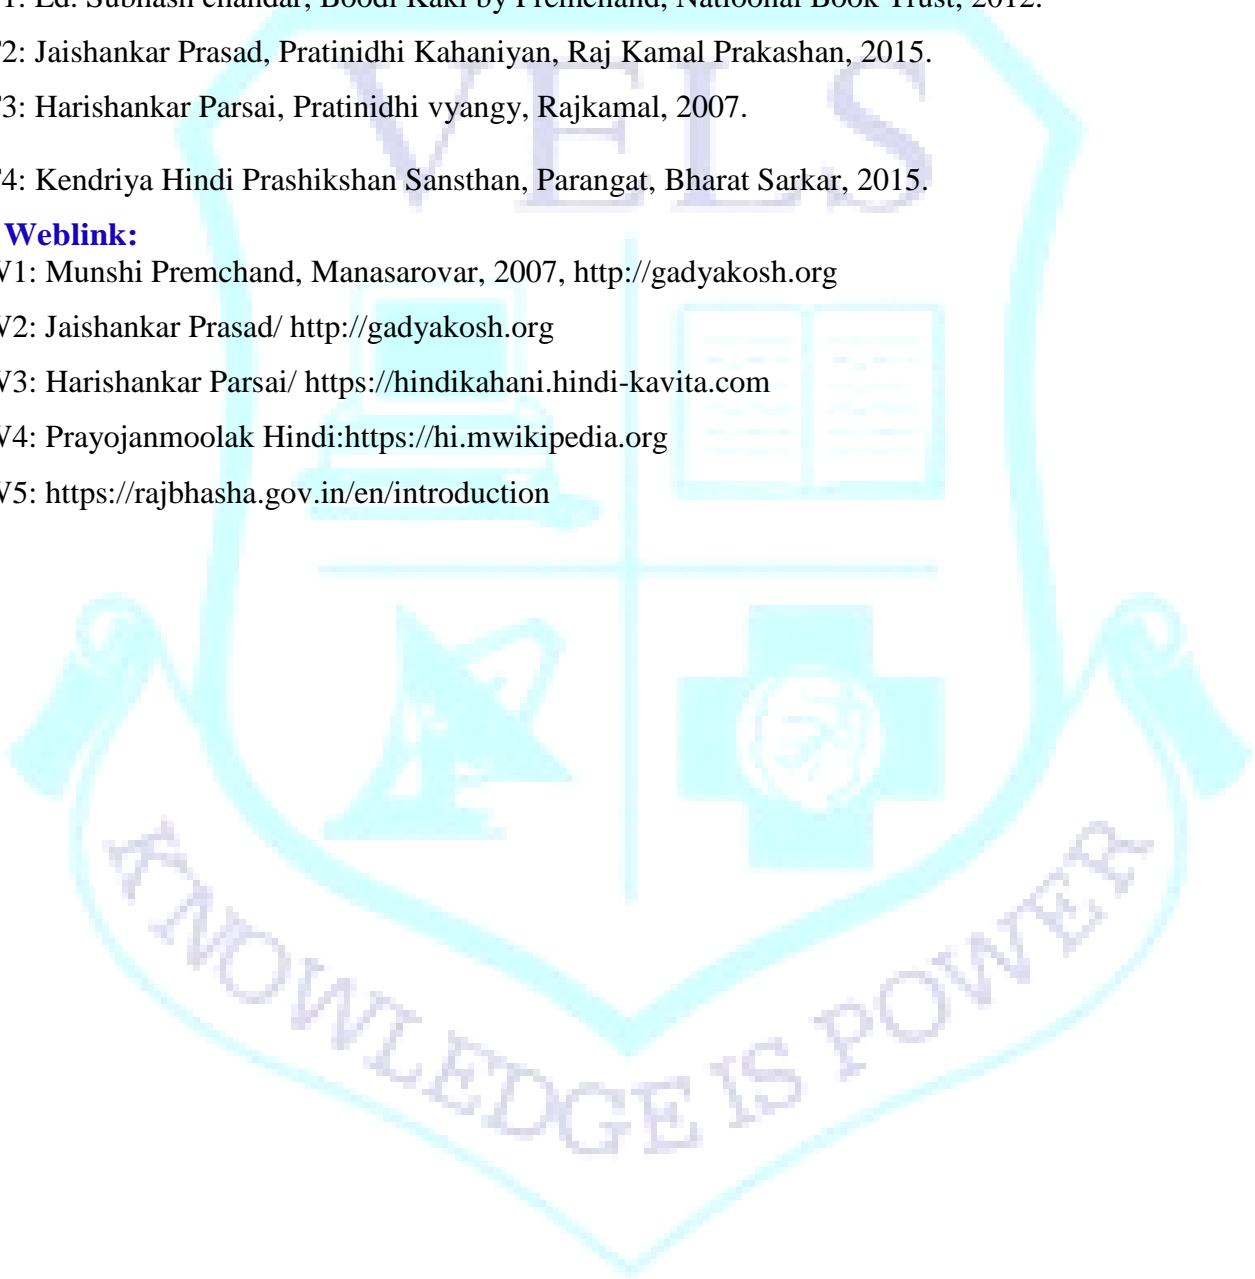 1: Ed. Subhash chandar, Boodi Kaki by Premchand, Natioonal Book Trust, 2012.
2: Jaishankar Prasad, Pratinidhi Kahaniyan, Raj Kamal Prakashan, 2015.
3: Harishankar Parsai, Pratinidhi vyangy, Rajkamal, 2007.
4: Kendriya Hindi Prashikshan Sansthan, Parangat, Bharat Sarkar, 2015.
Weblink:
1: Munshi Premchand, Manasarovar, 2007, http://gadyakosh.org
2: Jaishankar Prasad/ http://gadyakosh.org
3: Harishankar Parsai/ https://hindikahani.hindi-kavita.com
4: Prayojanmoolak Hindi:https://hi.mwikipedia.org
5: https://rajbhasha.gov.in/en/introduction
VELS
KNOWLEDGE IS POWER